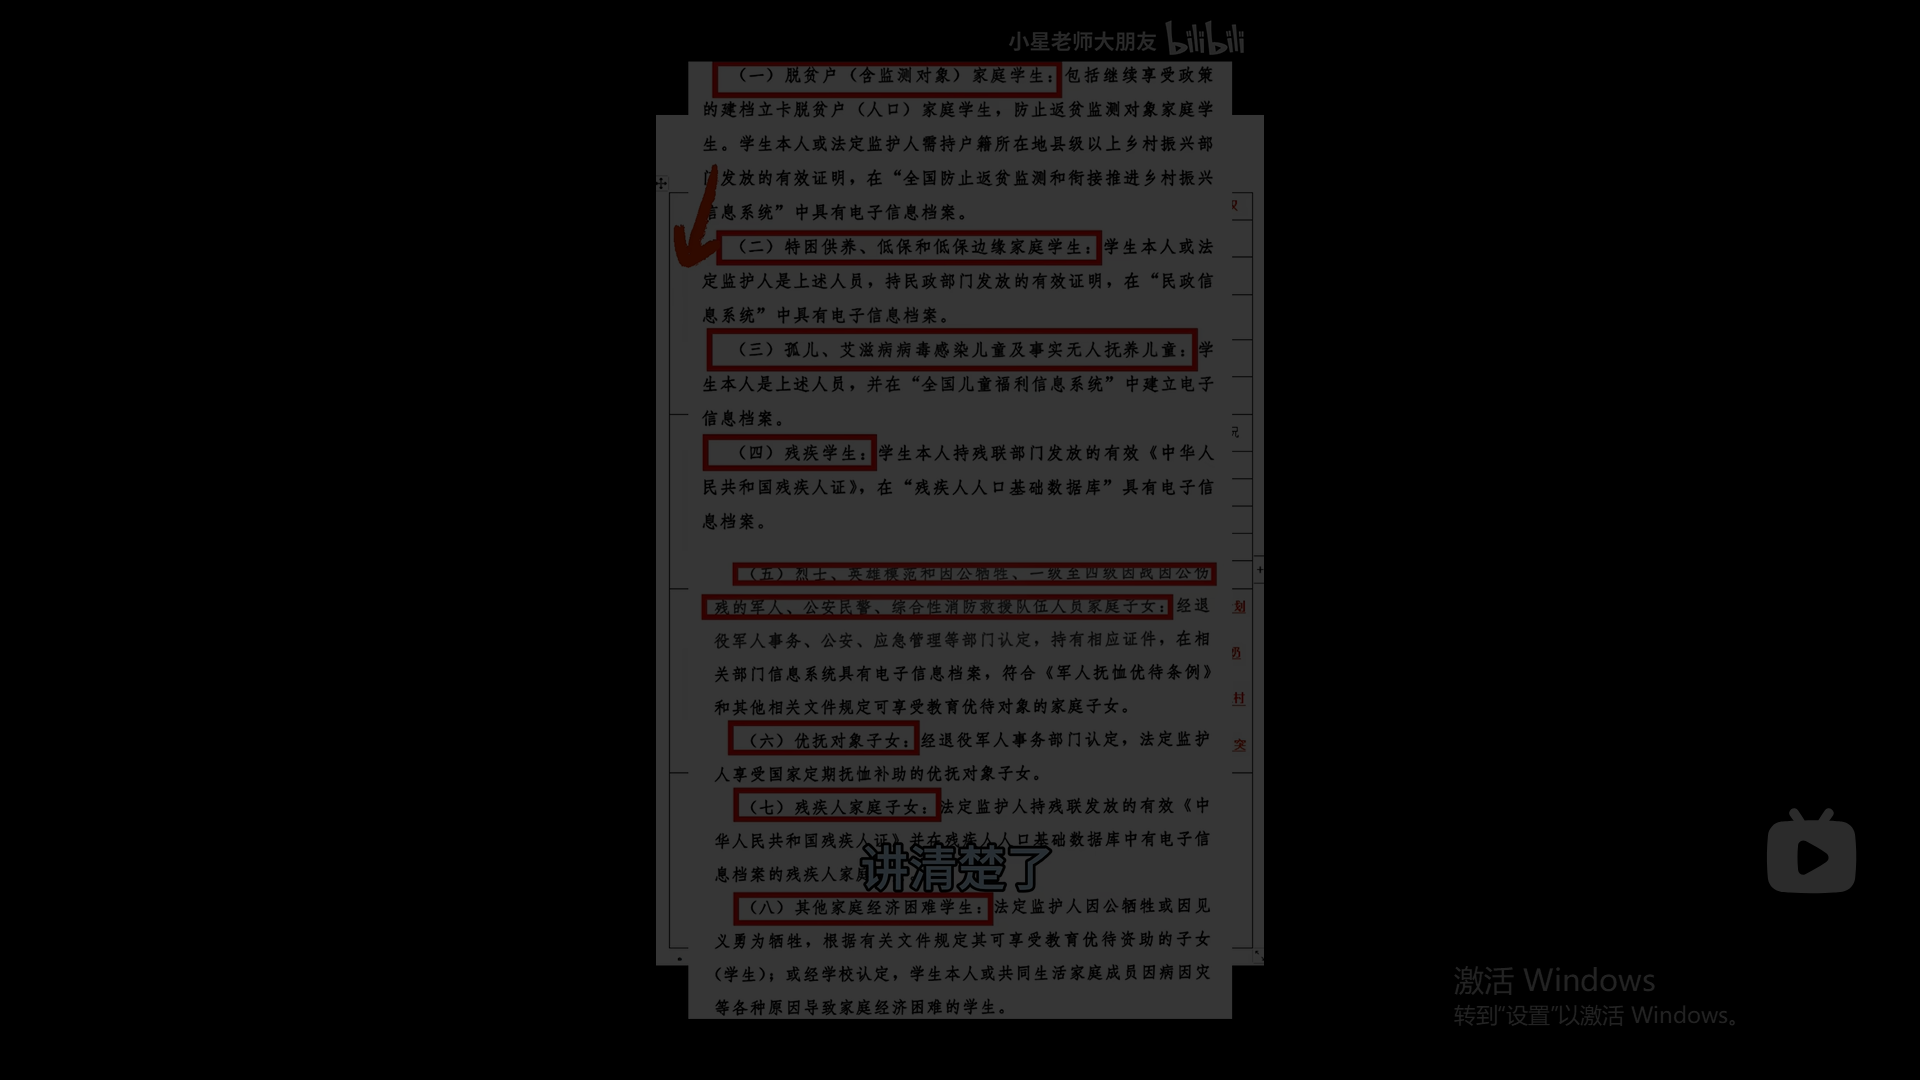 小星老师大朋友 bilibili
（一）脱贫户（含监测对象）家庭学生：包括继续享受政策
的建档立卡脱贫户（人口）家庭学生，防止返贫监测对象家庭学
生。学生本人或法定监护人需持户籍所在地县级以上乡村振兴部
门发放的有效证明，在“全国防止返贫监测和衔接推进乡村振兴
信息系统”中具有电子信息档案。
（二）特困供养、低保和低保边缘家庭学生：学生本人或法
定监护人是上述人员，持民政部门发放的有效证明，在“民政信
息系统”中具有电子信息档案。
（三）孤儿、艾滋病病毒感染儿童及事实无人抚养儿童：学
生本人是上述人员，并在“全国儿童福利信息系统”中建立电子
信息档案。
（四）残疾学生：学生本人持残联部门发放的有效《中华人
民共和国残疾人证》，在“残疾人人口基础数据库”具有电子信
息档案。
（五）烈士、英雄模范和因公牺牲、一级至四级因战因公伤
残的军人、公安民警、综合性消防救援队伍人员家庭子女：经退
役军人事务、公安、应急管理等部门认定，持有相应证件，在相
关部门信息系统具有电子信息档案，符合《军人抚恤优待条例》
和其他相关文件规定可享受教育优待对象的家庭子女。
（六）优抚对象子女：经退役军人事务部门认定，法定监护
人享受国家定期抚恤补助的优抚对象子女。
（七）残疾人家庭子女：法定监护人持残联发放的有效《中
华人民共和国残疾人证》并在残疾人人口基础数据库中有电子信
息档案的残疾人家
讲清楚了
（八）其他家庭经济困难学生：法定监护人因公牺牲或因见
义勇为牺牲，根据有关文件规定其可享受教育优待资助的子女
（学生）；或经学校认定，学生本人或共同生活家庭成员因病因灾
等各种原因导致家庭经济困难的学生。
划
奶
村
突
激活 Windows
转到“设置”以激活 Windows。